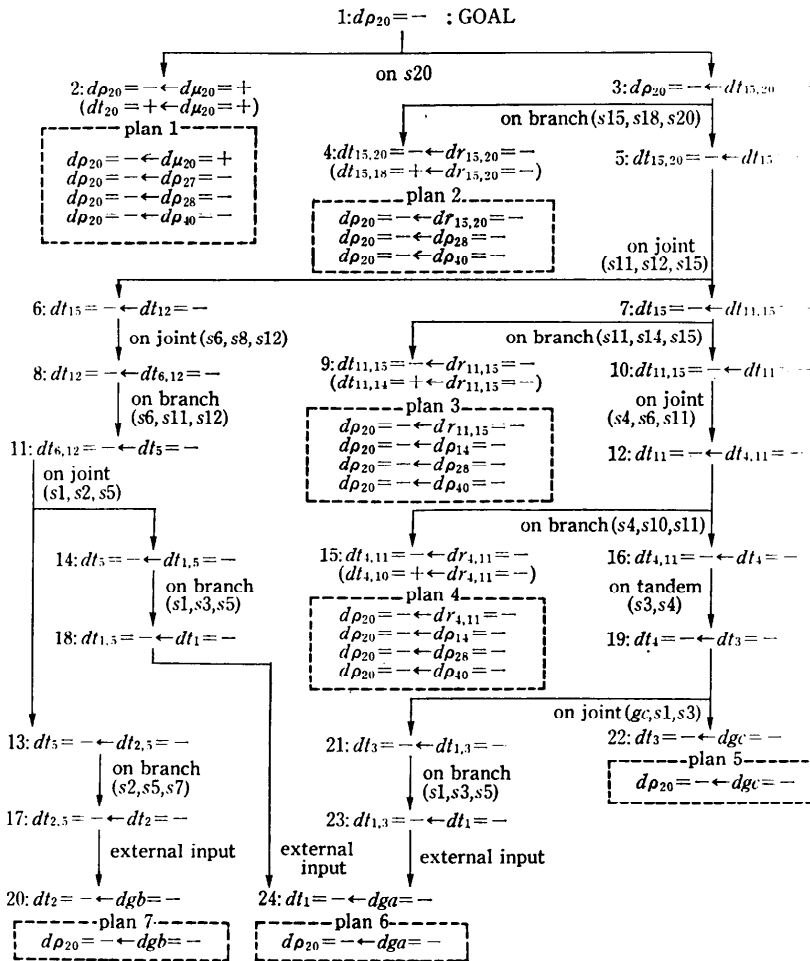 1: dρ20 = − : GOAL
on s20
2: dρ20 = − ← dμ20 = +
(dt20 = + ← dμ20 = +)
plan 1
dρ20 = − ← dμ20 = +
dρ20 = − ← dρ27 = −
dρ20 = − ← dρ28 = −
dρ20 = − ← dρ40 = −
3: dρ20 = − ← dt15,20 −
on branch (s15, s18, s20)
4: dt15,20 = − ← dr15,20 = −
(dt15,18 = + ← dr15,20 = −)
plan 2
dρ20 = − ← dr15,20 = −
dρ20 = − ← dρ28 = −
dρ20 = − ← dρ40 = −
5: dt15,20 = − ← dt15 −
on joint
(s11, s12, s15)
6: dt15 = − ← dt12 = −
on joint (s6, s8, s12)
8: dt12 = − ← dt6,12 = −
on branch
(s6, s11, s12)
11: dt6,12 = − ← dt5 = −
on joint
(s1, s2, s5)
7: dt15 = − ← dt11,15 −
on branch (s11, s14, s15)
9: dt11,15 = − ← dr11,15 = −
(dt11,14 = + ← dr11,15 = −)
plan 3
dρ20 = − ← dr11,15 = −
dρ20 = − ← dρ14 = −
dρ20 = − ← dρ28 = −
dρ20 = − ← dρ40 = −
10: dt11,15 = − ← dt11 −
on joint
(s4, s6, s11)
12: dt11 = − ← dt4,11 = −
on branch (s4, s10, s11)
14: dt5 = − ← dt1,5 = −
on branch
(s1, s3, s5)
18: dt1,5 = − ← dt1 = −
15: dt4,11 = − ← dr4,11 = −
(dt4,10 = + ← dr4,11 = −)
plan 4
dρ20 = − ← dr4,11 = −
dρ20 = − ← dρ14 = −
dρ20 = − ← dρ28 = −
dρ20 = − ← dρ40 = −
16: dt4,11 = − ← dt4 = −
on tandem
(s3, s4)
19: dt4 = − ← dt3 = −
on joint (gc, s1, s3)
13: dt5 = − ← dt2,5 = −
on branch
(s2, s5, s7)
17: dt2,5 = − ← dt2 = −
external input
20: dt2 = − ← dgb = −
plan 7
dρ20 = − ← dgb = −
21: dt3 = − ← dt1,3 = −
on branch
(s1, s3, s5)
23: dt1,3 = − ← dt1 = −
external
input
external input
24: dt1 = − ← dga = −
plan 6
dρ20 = − ← dga = −
22: dt3 = − ← dgc = −
plan 5
dρ20 = − ← dgc = −